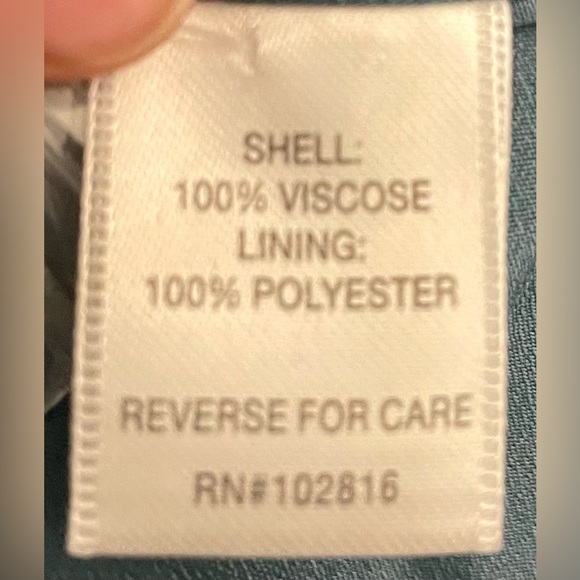 SHELL:
100% VISCOSE
LINING:
100% POLYESTER
REVERSE FOR CARE
RN#102816